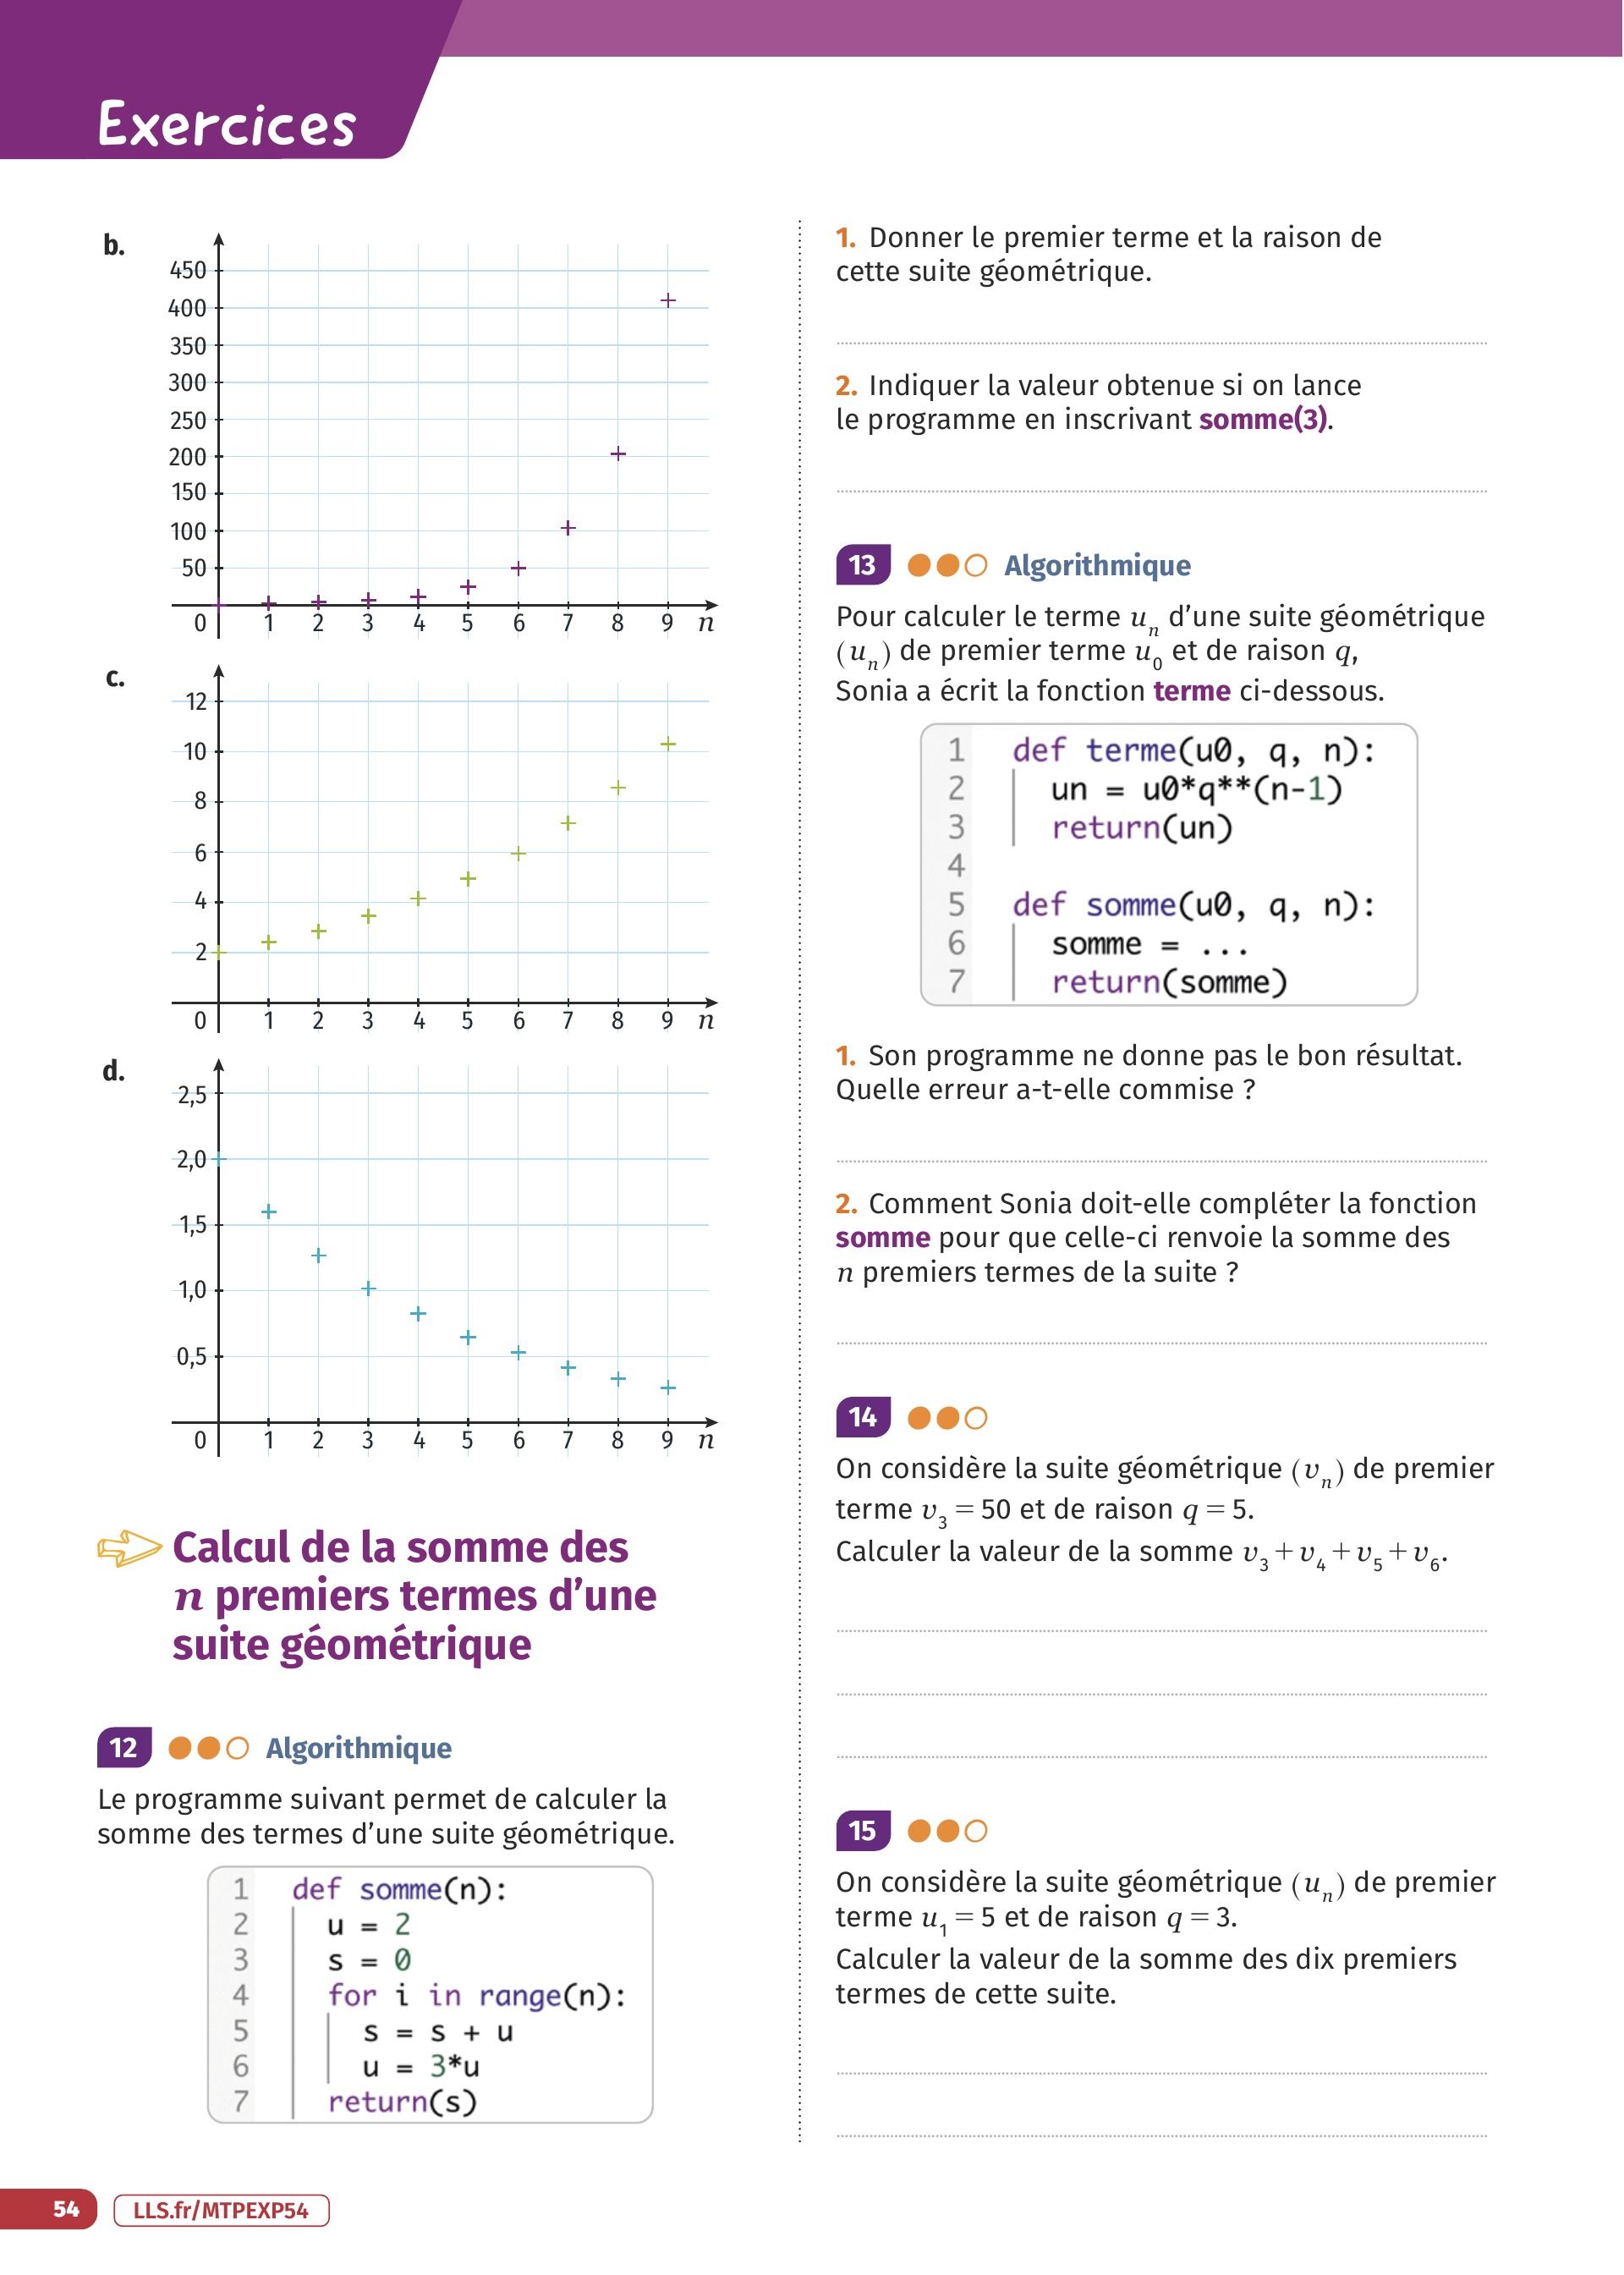 Exercices
b.
450
400
350
300
250
200
150
100
50
0 1 2 3 4 5 6 7 8 9 n
c.
12
10
8
6
4
2
0 1 2 3 4 5 6 7 8 9 n
d.
2,5
2,0
1,5
1,0
0,5
0 1 2 3 4 5 6 7 8 9 n
Calcul de la somme des
n premiers termes d’une
suite géométrique
12 Algorithmique
Le programme suivant permet de calculer la
somme des termes d’une suite géométrique.
1 def somme(n):
2 u = 2
3 s = 0
4 for i in range(n):
5 s = s + u
6 u = 3*u
7 return(s)
1. Donner le premier terme et la raison de
cette suite géométrique.
2. Indiquer la valeur obtenue si on lance
le programme en inscrivant somme(3).
13 Algorithmique
Pour calculer le terme uₙ d’une suite géométrique
(uₙ) de premier terme u₀ et de raison q,
Sonia a écrit la fonction terme ci-dessous.
1 def terme(u0, q, n):
2 un = u0*q**(n-1)
3 return(un)
4
5 def somme(u0, q, n):
6 somme = ...
7 return(somme)
1. Son programme ne donne pas le bon résultat.
Quelle erreur a-t-elle commise ?
2. Comment Sonia doit-elle compléter la fonction
somme pour que celle-ci renvoie la somme des
n premiers termes de la suite ?
14
On considère la suite géométrique (vₙ) de premier
terme v₃ = 50 et de raison q = 5.
Calculer la valeur de la somme v₃ + v₄ + v₅ + v₆.
15
On considère la suite géométrique (uₙ) de premier
terme u₁ = 5 et de raison q = 3.
Calculer la valeur de la somme des dix premiers
termes de cette suite.
54 LLS.fr/MTPEXP54